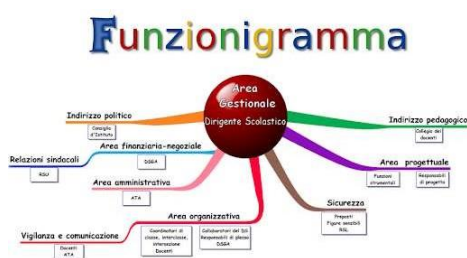 Funzionigramma
Area
Gestionale
Dirigente Scolastico
Indirizzo politico
Consiglio
d'Istituto
Indirizzo pedagogico
Collegio dei
docenti
Area finanziaria-negoziale
DSGA
Relazioni sindacali
RSU
Area progettuale
Funzioni
strumentali
Responsabili
di progetto
Area amministrativa
ATA
Sicurezza
Preposti
Figure sensibili
RSL
Area organizzativa
Coordinatori di
classe, interclasse,
intersezione
Docenti
Collaboratori del DS
Responsabili di plesso
DSGA
Vigilanza e comunicazione
Docenti
ATA